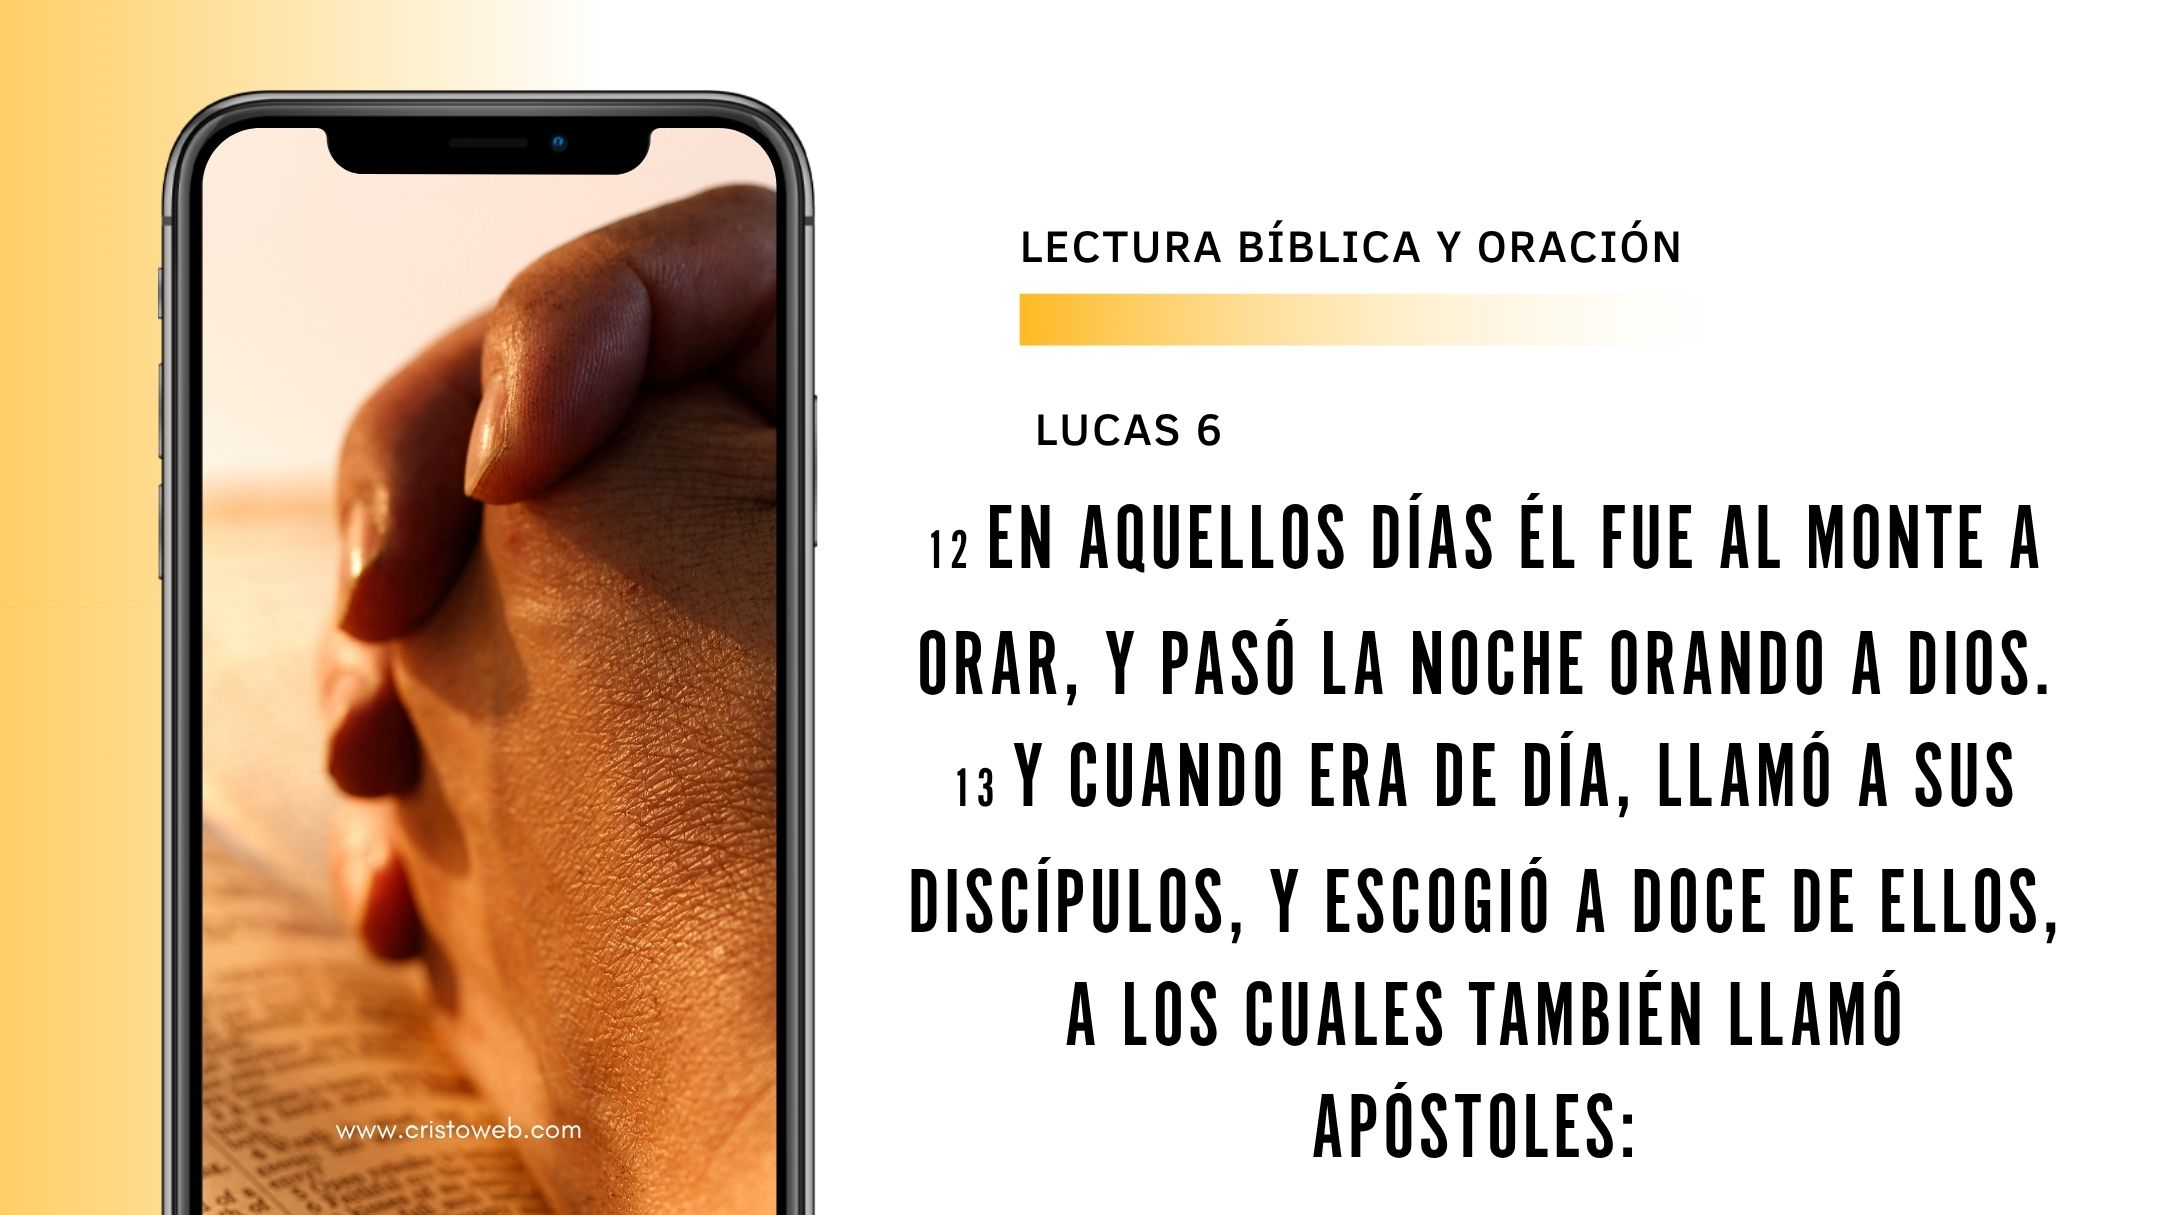 LECTURA BÍBLICA Y ORACIÓN
LUCAS 6
12 EN AQUELLOS DÍAS ÉL FUE AL MONTE A
ORAR, Y PASÓ LA NOCHE ORANDO A DIOS.
13 Y CUANDO ERA DE DÍA, LLAMÓ A SUS
DISCÍPULOS, Y ESCOGIÓ A DOCE DE ELLOS,
A LOS CUALES TAMBIÉN LLAMÓ
APÓSTOLES:
www.cristoweb.com